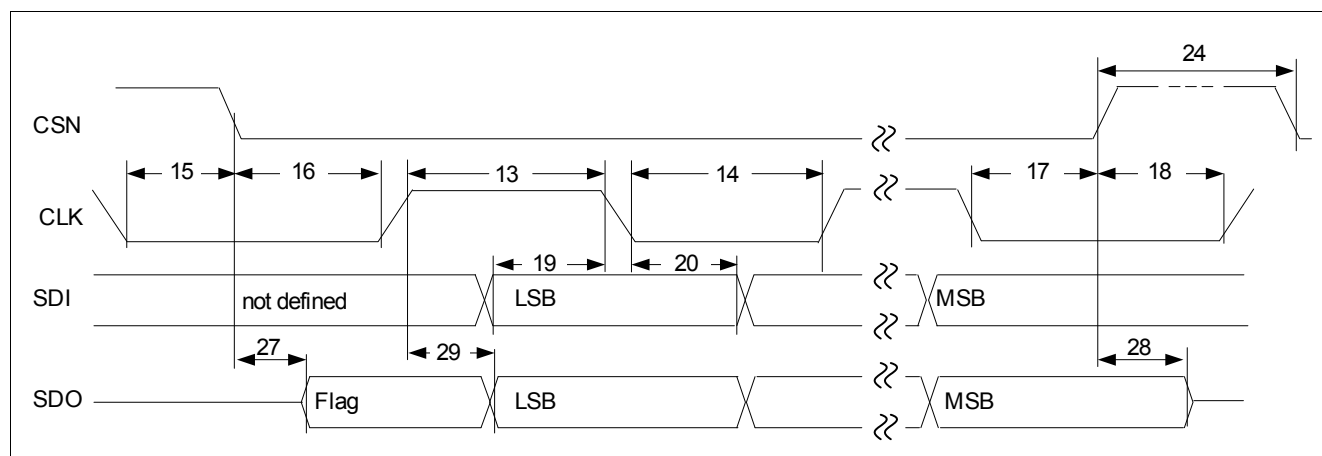 24
CSN
15 16 13 14 17 18
CLK
19 20
SDI not defined LSB MSB
27 29 28
SDO Flag LSB MSB